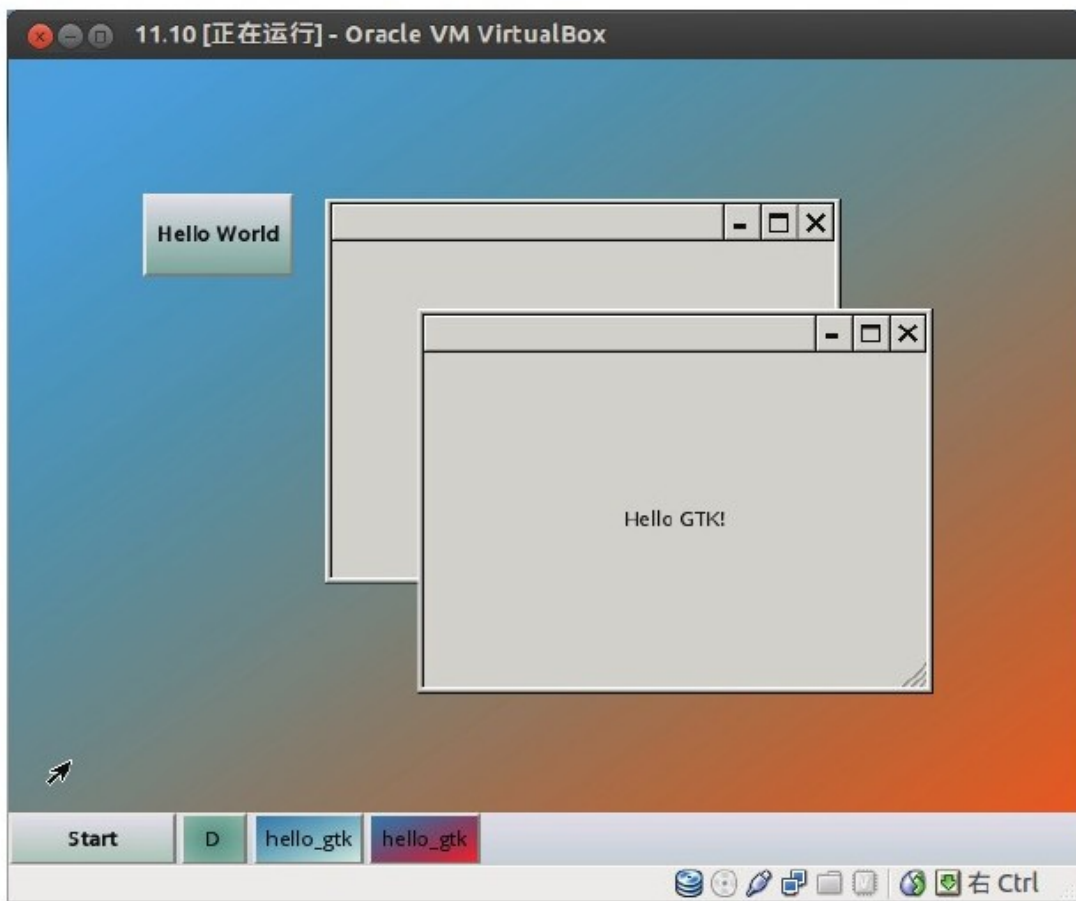 11.10 [正在运行] - Oracle VM VirtualBox
Hello World
Hello GTK!
Start D hello_gtk hello_gtk
右 Ctrl